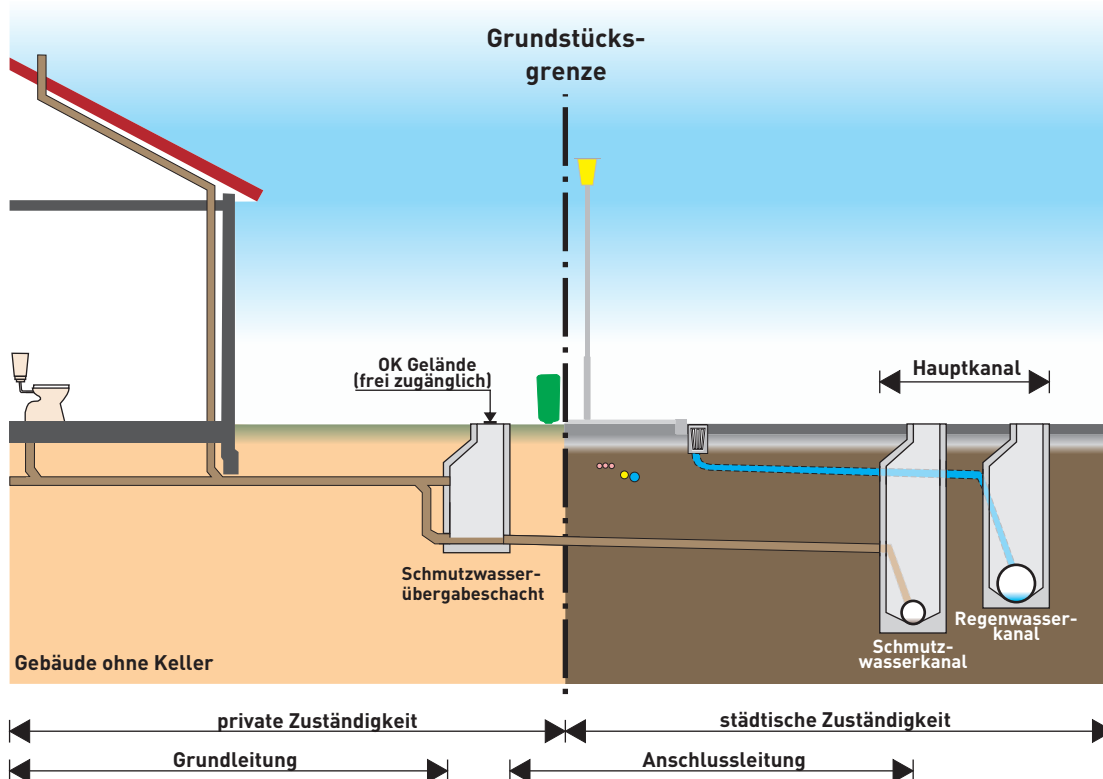 Grundstücks-
grenze
OK Gelände
(frei zugänglich)
Hauptkanal
Schmutzwasser-
übergabeschacht
Regenwasser-
kanal
Schmutz-
wasserkanal
Gebäude ohne Keller
private Zuständigkeit
städtische Zuständigkeit
Grundleitung
Anschlussleitung